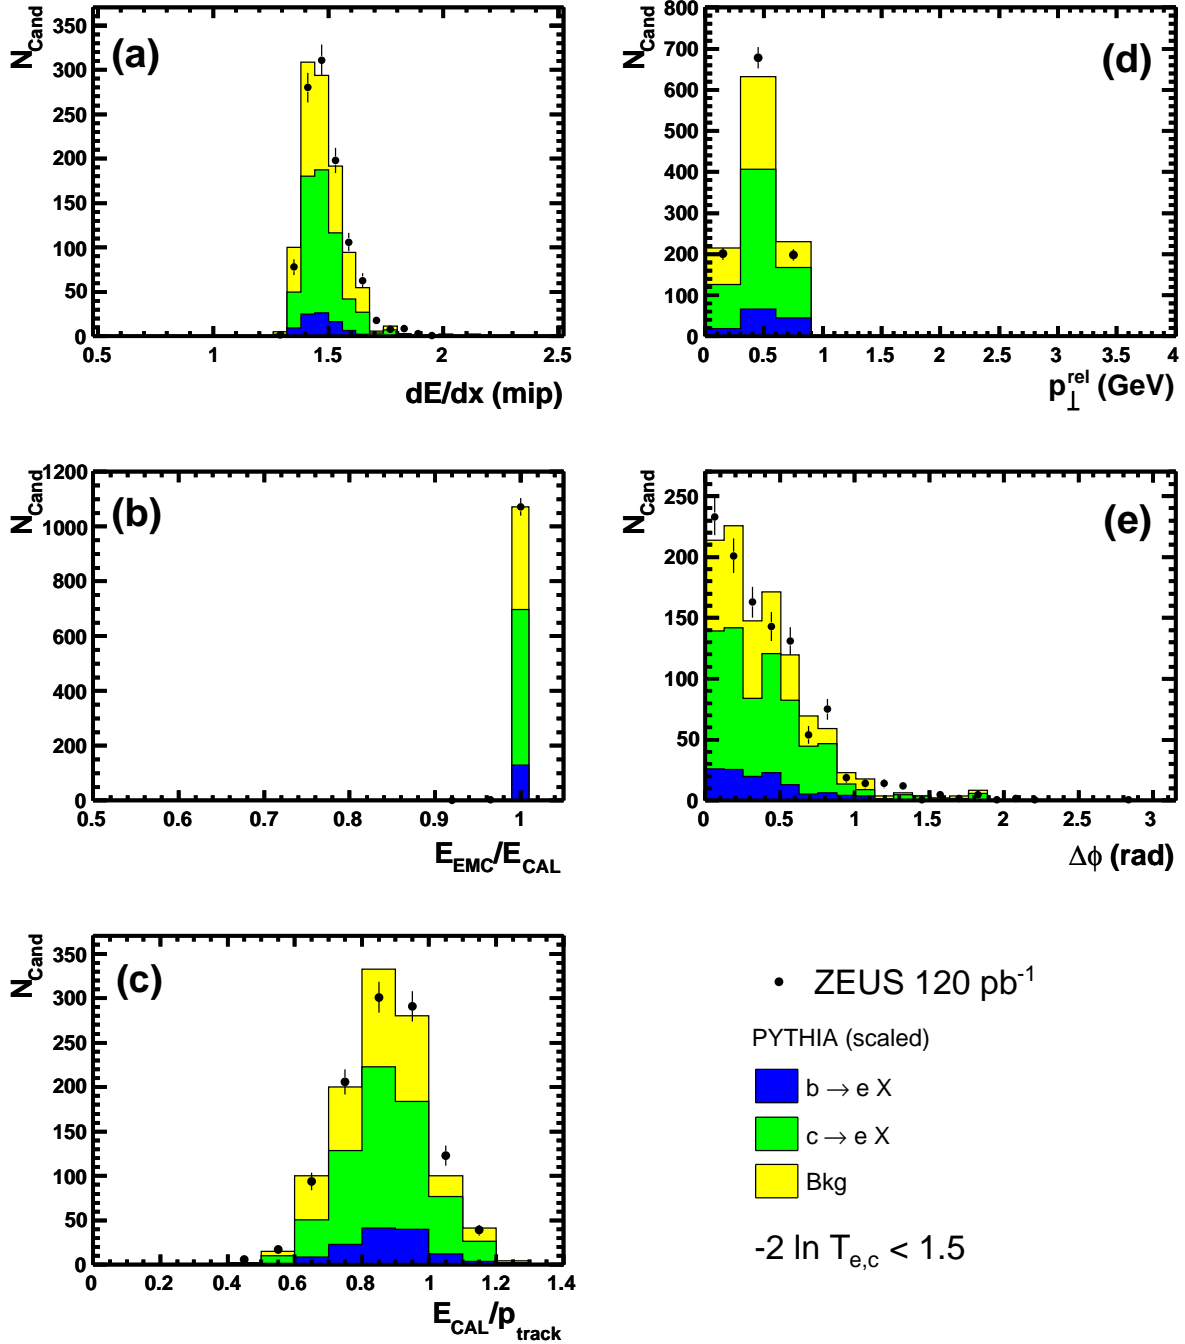 N_Cand
350
300
250
200
150
100
50
0
(a)
0.5 1 1.5 2 2.5
dE/dx (mip)
N_Cand
800
700
600
500
400
300
200
100
0
(d)
0 0.5 1 1.5 2 2.5 3 3.5 4
p_⊥^rel (GeV)
N_Cand
1200
1000
800
600
400
200
0
(b)
0.5 0.6 0.7 0.8 0.9 1
E_EMC/E_CAL
N_Cand
250
200
150
100
50
0
(e)
0 0.5 1 1.5 2 2.5 3
Δϕ (rad)
N_Cand
350
300
250
200
150
100
50
0
(c)
0 0.2 0.4 0.6 0.8 1 1.2 1.4
E_CAL/p_track
ZEUS 120 pb^-1
PYTHIA (scaled)
b → e X
c → e X
Bkg
-2 ln T_e,c < 1.5